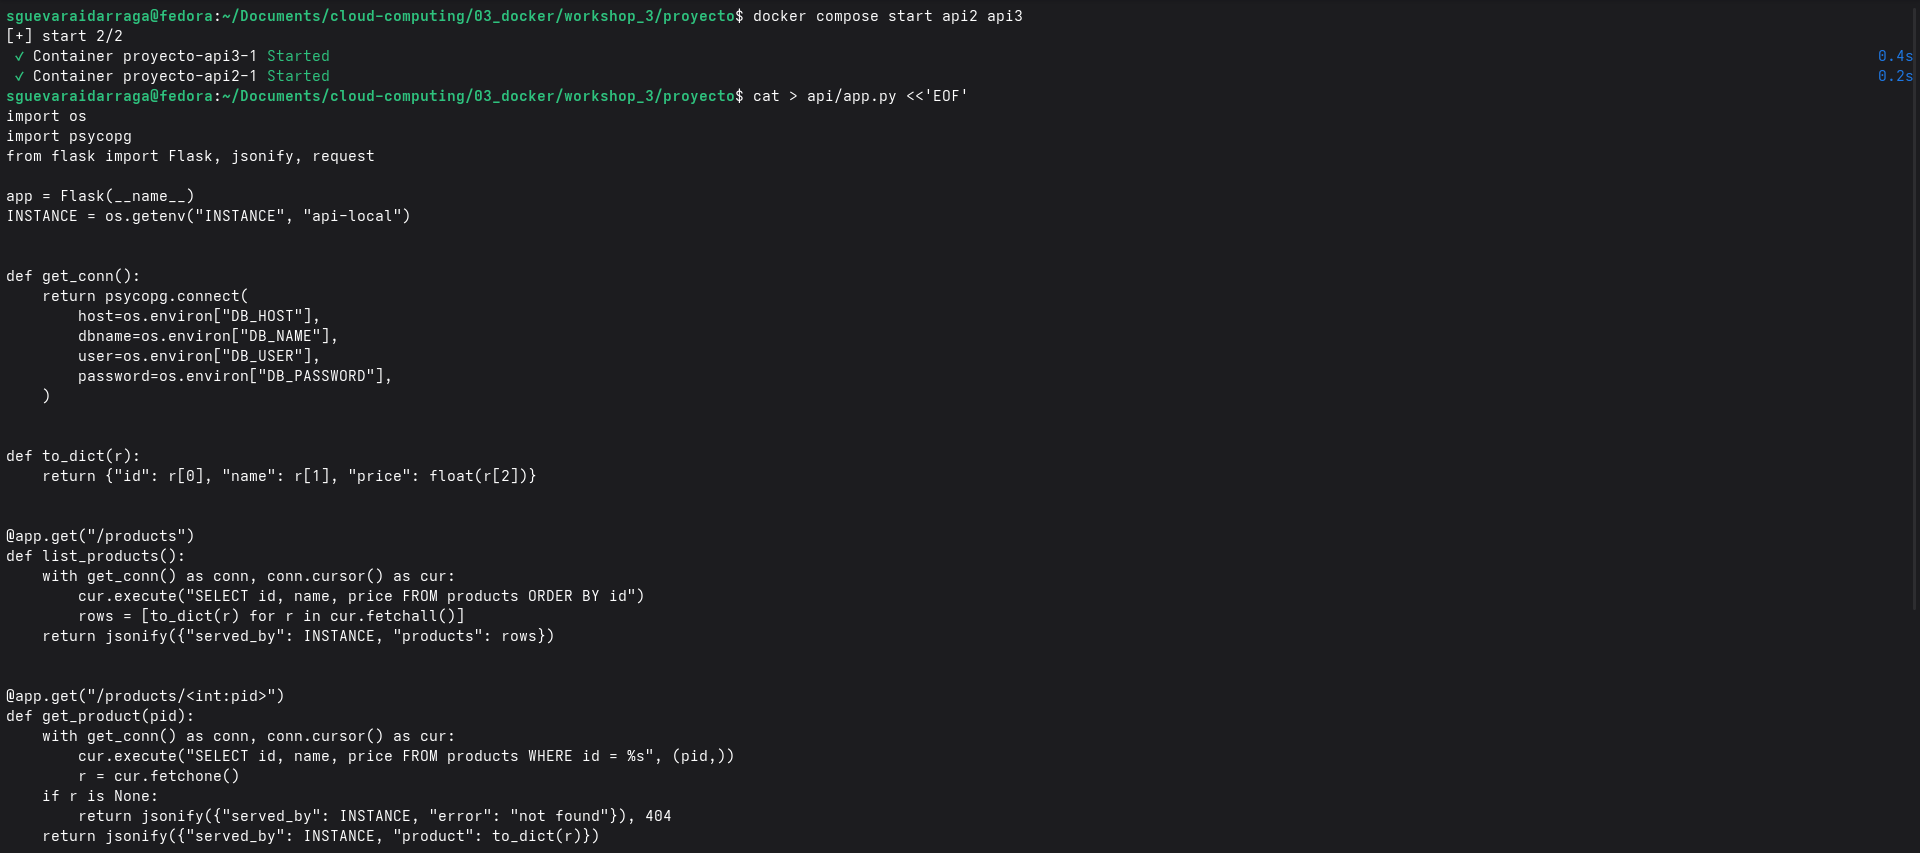 sguevaraidarraga@fedora:~/Documents/cloud-computing/03_docker/workshop_3/proyecto$ docker compose start api2 api3
[+] start 2/2
 ✓ Container proyecto-api3-1 Started 0.4s
 ✓ Container proyecto-api2-1 Started 0.2s
sguevaraidarraga@fedora:~/Documents/cloud-computing/03_docker/workshop_3/proyecto$ cat > api/app.py <<'EOF'
import os
import psycopg
from flask import Flask, jsonify, request

app = Flask(__name__)
INSTANCE = os.getenv("INSTANCE", "api-local")


def get_conn():
    return psycopg.connect(
        host=os.environ["DB_HOST"],
        dbname=os.environ["DB_NAME"],
        user=os.environ["DB_USER"],
        password=os.environ["DB_PASSWORD"],
    )


def to_dict(r):
    return {"id": r[0], "name": r[1], "price": float(r[2])}


@app.get("/products")
def list_products():
    with get_conn() as conn, conn.cursor() as cur:
        cur.execute("SELECT id, name, price FROM products ORDER BY id")
        rows = [to_dict(r) for r in cur.fetchall()]
    return jsonify({"served_by": INSTANCE, "products": rows})


@app.get("/products/<int:pid>")
def get_product(pid):
    with get_conn() as conn, conn.cursor() as cur:
        cur.execute("SELECT id, name, price FROM products WHERE id = %s", (pid,))
        r = cur.fetchone()
    if r is None:
        return jsonify({"served_by": INSTANCE, "error": "not found"}), 404
    return jsonify({"served_by": INSTANCE, "product": to_dict(r)})